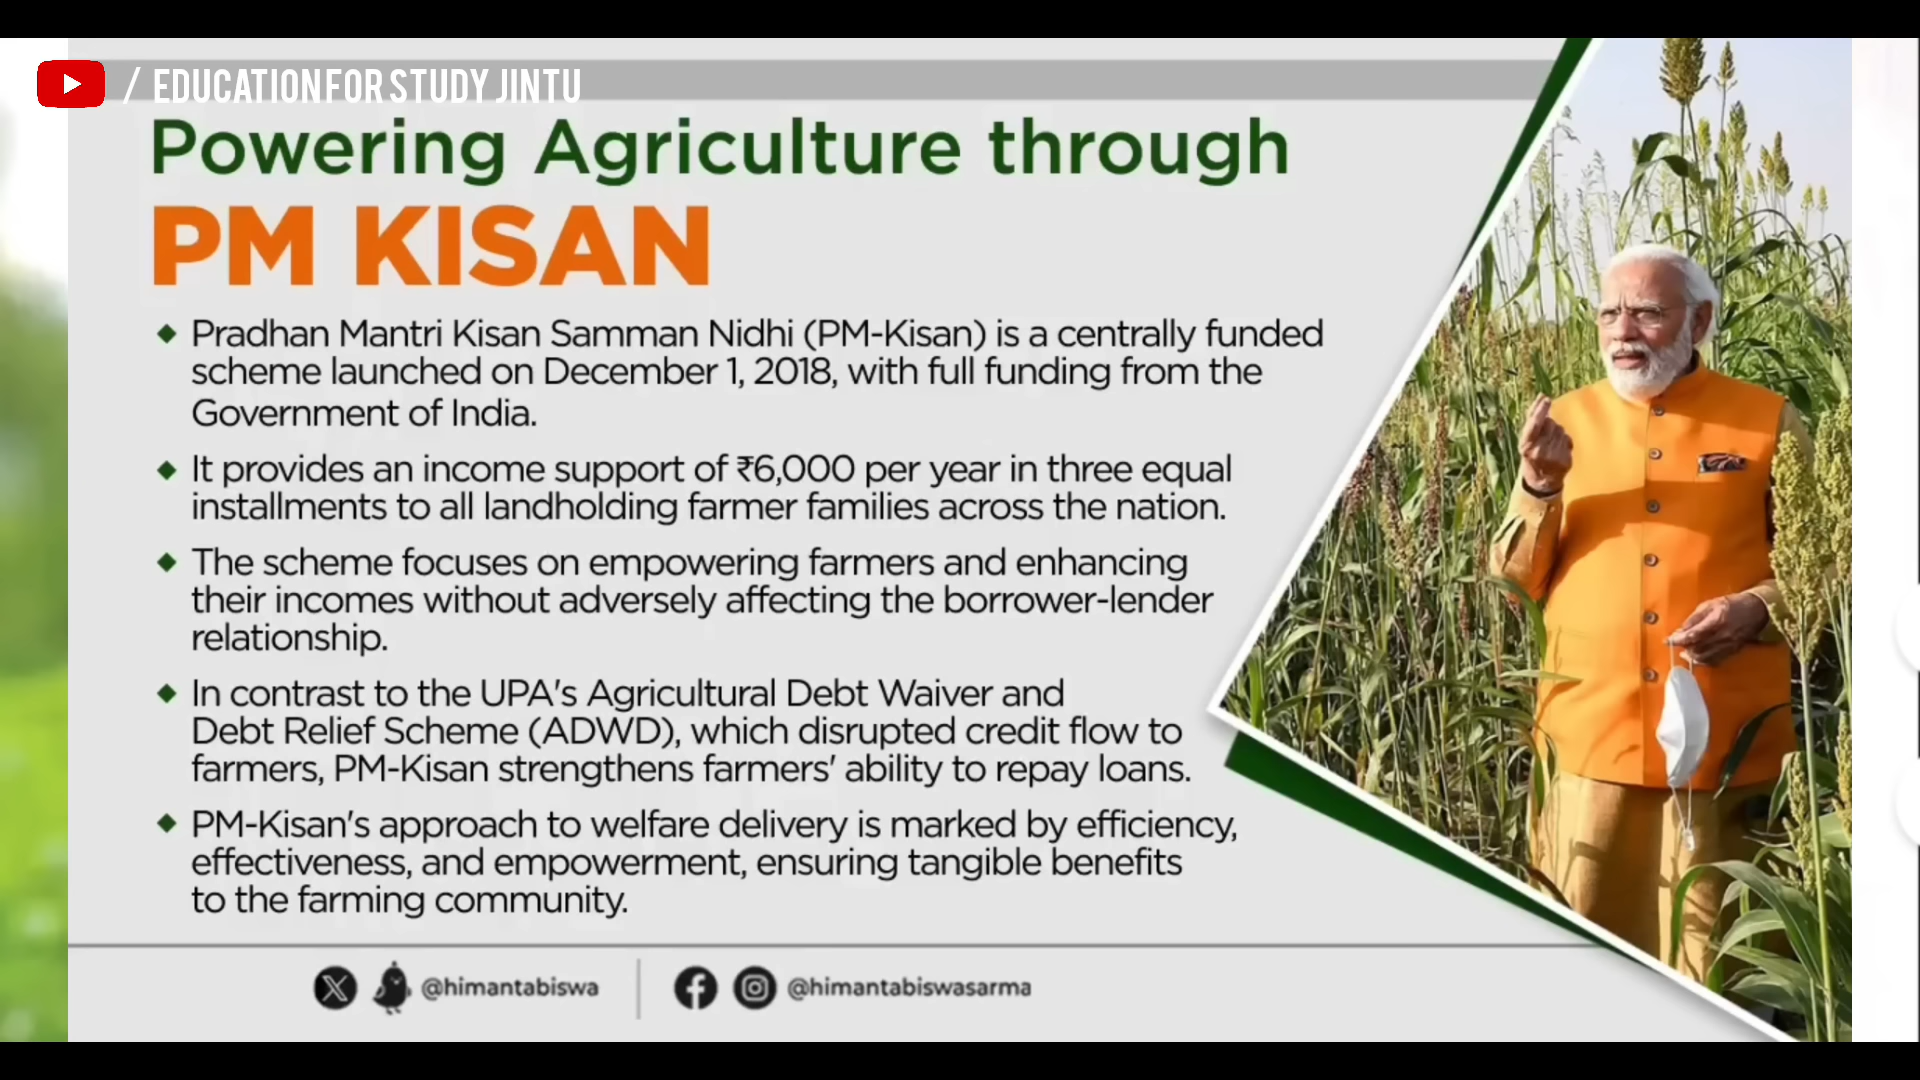 / EDUCATION FOR STUDY JINTU
Powering Agriculture through
PM KISAN
Pradhan Mantri Kisan Samman Nidhi (PM-Kisan) is a centrally funded
scheme launched on December 1, 2018, with full funding from the
Government of India.
It provides an income support of ₹6,000 per year in three equal
installments to all landholding farmer families across the nation.
The scheme focuses on empowering farmers and enhancing
their incomes without adversely affecting the borrower-lender
relationship.
In contrast to the UPA's Agricultural Debt Waiver and
Debt Relief Scheme (ADWD), which disrupted credit flow to
farmers, PM-Kisan strengthens farmers' ability to repay loans.
PM-Kisan's approach to welfare delivery is marked by efficiency,
effectiveness, and empowerment, ensuring tangible benefits
to the farming community.
@himantabiswa
@himantabiswasarma